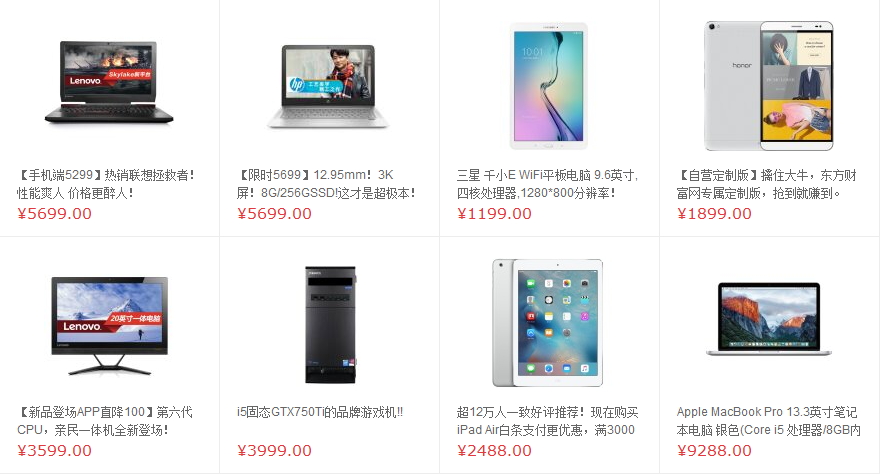 Lenovo
Skylake新平台
hp
10:01
honor
【手机端5299】热销联想拯救者！
性能爽人 价格更醉人！
¥5699.00
【限时5699】12.95mm！3K
屏！8G/256GSSD!这才是超极本！
¥5699.00
三星 千小E WiFi平板电脑 9.6英寸,
四核处理器,1280*800分辨率！
¥1199.00
【自营定制版】擒住大牛，东方财
富网专属定制版，抢到就赚到。
¥1899.00
20英寸一体电脑
Lenovo
【新品登场APP直降100】第六代
CPU，亲民一体机全新登场！
¥3599.00
i5固态GTX750Ti的品牌游戏机!!
¥3999.00
超12万人一致好评推荐！现在购买
iPad Air白条支付更优惠，满3000
¥2488.00
Apple MacBook Pro 13.3英寸笔记
本电脑 银色(Core i5 处理器/8GB内
¥9288.00